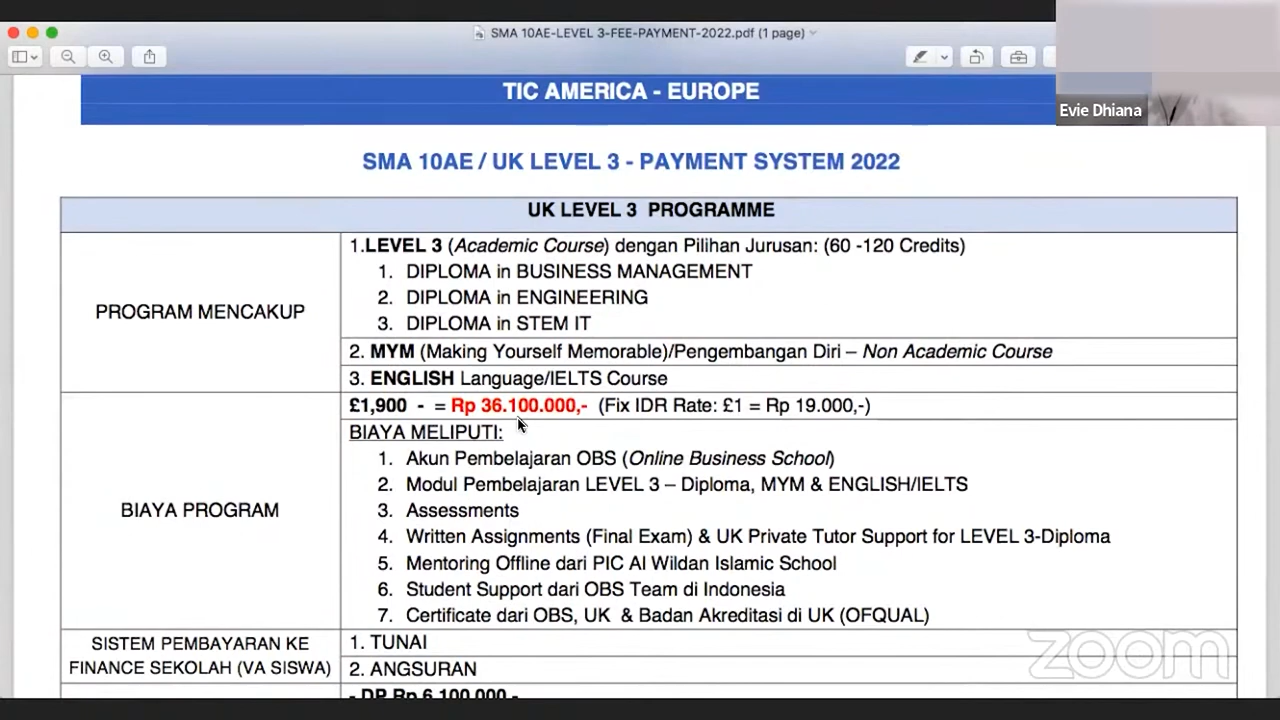 SMA 10AE-LEVEL 3-FEE-PAYMENT-2022.pdf (1 page)
Evie Dhiana
TIC AMERICA - EUROPE
SMA 10AE / UK LEVEL 3 - PAYMENT SYSTEM 2022
UK LEVEL 3 PROGRAMME
PROGRAM MENCAKUP
1.LEVEL 3 (Academic Course) dengan Pilihan Jurusan: (60 -120 Credits)
1. DIPLOMA in BUSINESS MANAGEMENT
2. DIPLOMA in ENGINEERING
3. DIPLOMA in STEM IT
2. MYM (Making Yourself Memorable)/Pengembangan Diri – Non Academic Course
3. ENGLISH Language/IELTS Course
BIAYA PROGRAM
£1,900 - = Rp 36.100.000,- (Fix IDR Rate: £1 = Rp 19.000,-)
BIAYA MELIPUTI:
1. Akun Pembelajaran OBS (Online Business School)
2. Modul Pembelajaran LEVEL 3 – Diploma, MYM & ENGLISH/IELTS
3. Assessments
4. Written Assignments (Final Exam) & UK Private Tutor Support for LEVEL 3-Diploma
5. Mentoring Offline dari PIC Al Wildan Islamic School
6. Student Support dari OBS Team di Indonesia
7. Certificate dari OBS, UK & Badan Akreditasi di UK (OFQUAL)
SISTEM PEMBAYARAN KE
FINANCE SEKOLAH (VA SISWA)
1. TUNAI
2. ANGSURAN
- DP Rp 6.100.000,-
zoom